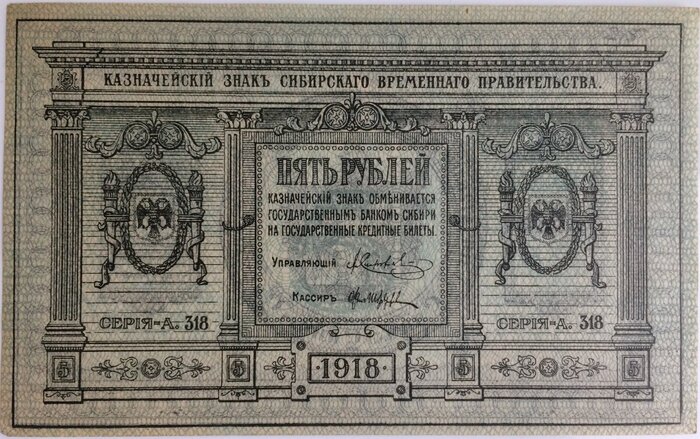 КАЗНАЧЕЙСКІЙ ЗНАКЪ СИБИРСКАГО ВРЕМЕННАГО ПРАВИТЕЛЬСТВА.
ПЯТЬ РУБЛЕЙ
КАЗНАЧЕЙСКІЙ ЗНАКЪ ОБМѢНИВАЕТСЯ
ГОСУДАРСТВЕННЫМЪ БАНКОМЪ СИБИРИ
НА ГОСУДАРСТВЕННЫЕ КРЕДИТНЫЕ БИЛЕТЫ.
УПРАВЛЯЮЩІЙ
КАССИРЪ
СЕРІЯ-А. 318
СЕРІЯ-А. 318
5 5 5 5
·1918·